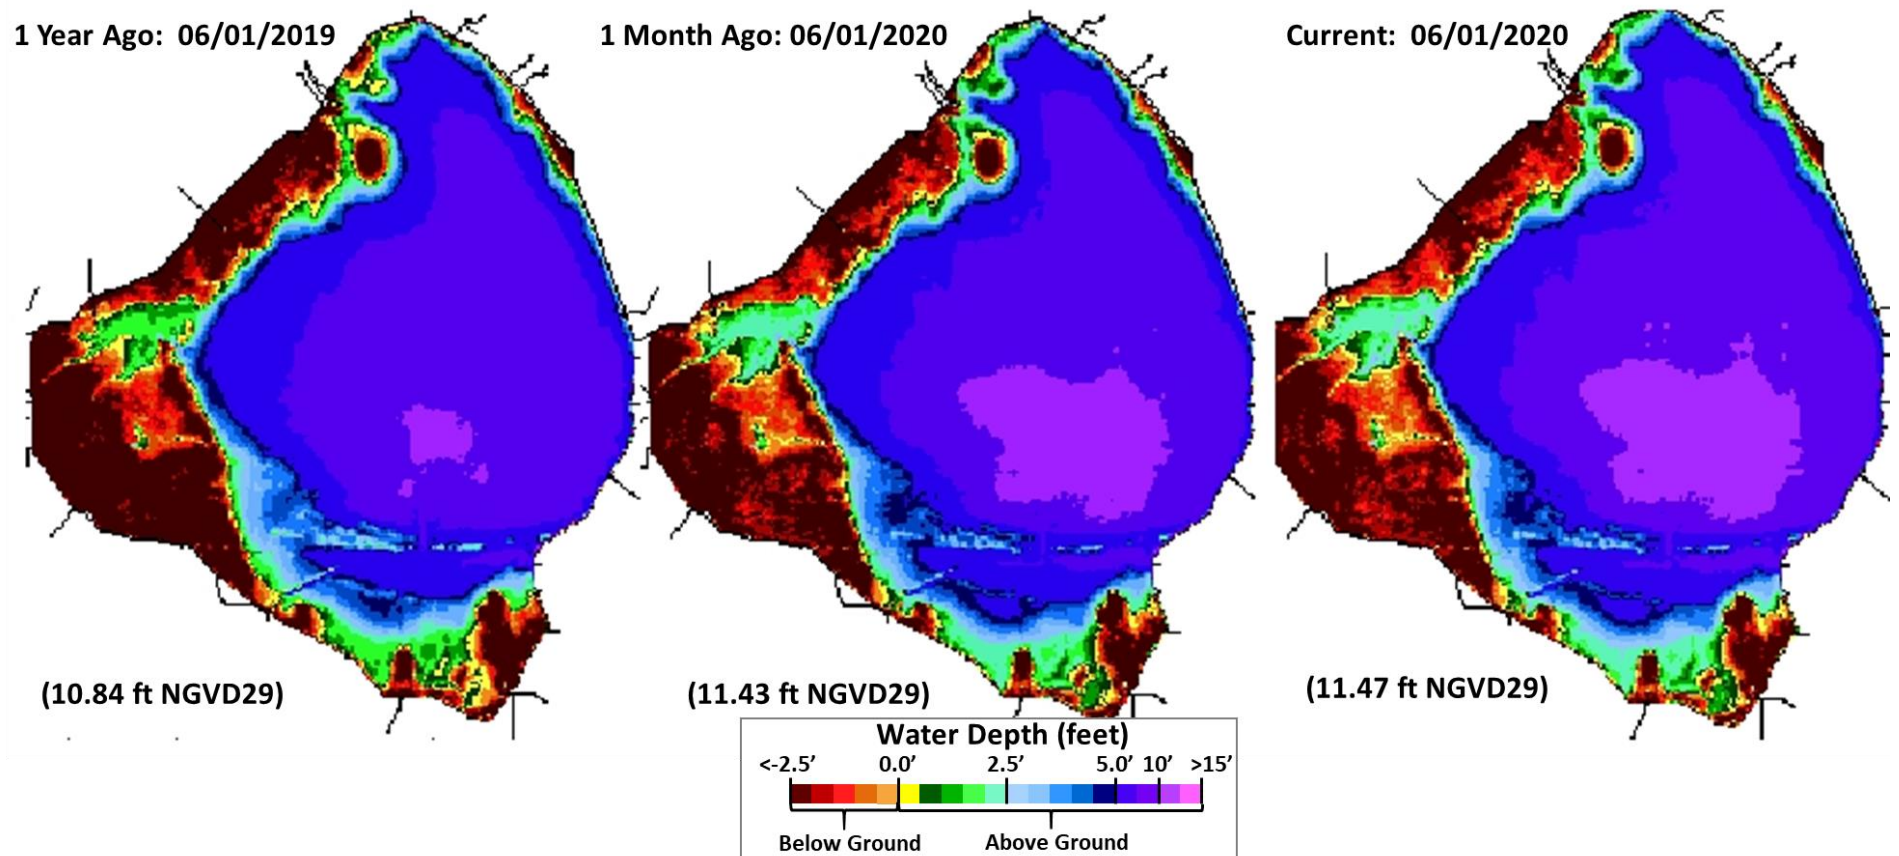 1 Year Ago:  06/01/2019
1 Month Ago: 06/01/2020
Current:  06/01/2020
(10.84 ft NGVD29)
(11.43 ft NGVD29)
(11.47 ft NGVD29)
Water Depth (feet)
<-2.5’ 0.0’ 2.5’ 5.0’ 10’ >15’
Below Ground Above Ground